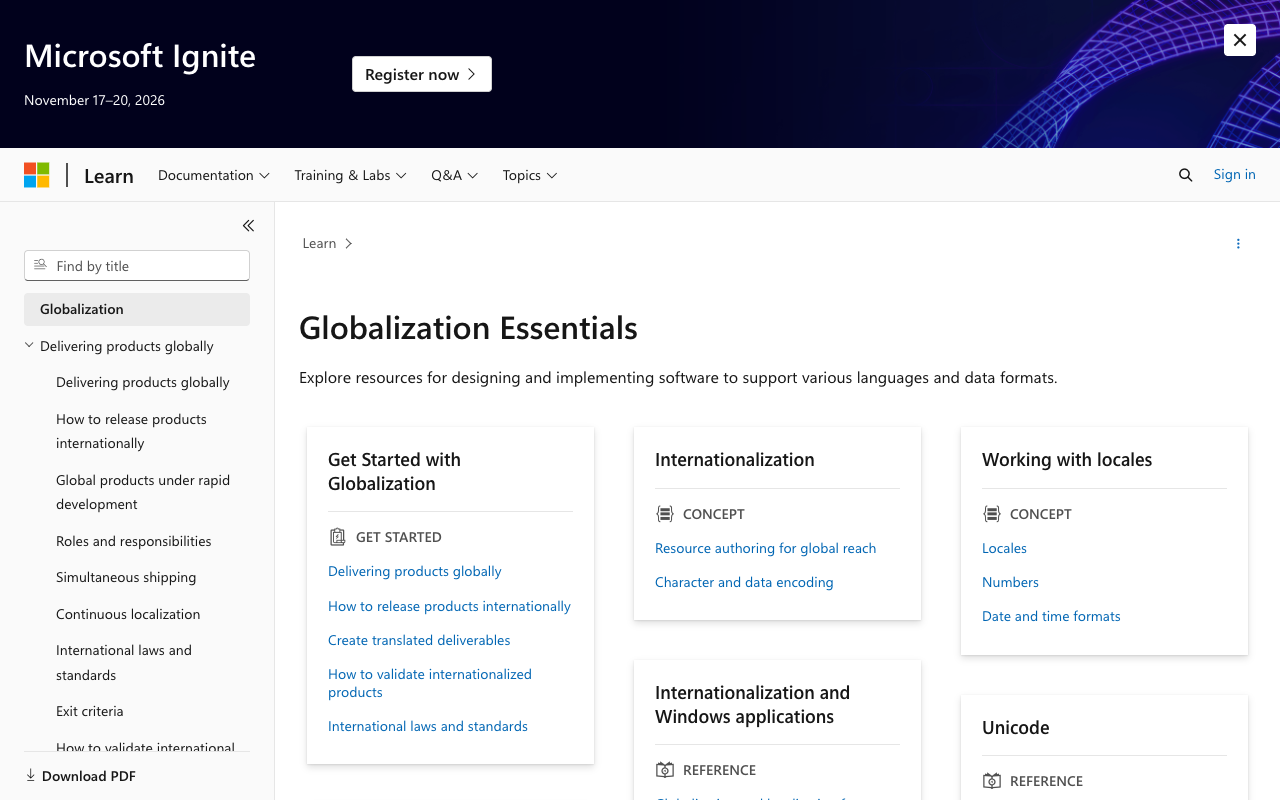 Microsoft Ignite
November 17–20, 2026
Register now
Learn
Documentation
Training & Labs
Q&A
Topics
Sign in
Find by title
Globalization
Delivering products globally
Delivering products globally
How to release products
internationally
Global products under rapid
development
Roles and responsibilities
Simultaneous shipping
Continuous localization
International laws and
standards
Exit criteria
How to validate international
Download PDF
Learn
Globalization Essentials
Explore resources for designing and implementing software to support various languages and data formats.
Get Started with
Globalization
GET STARTED
Delivering products globally
How to release products internationally
Create translated deliverables
How to validate internationalized
products
International laws and standards
Internationalization
CONCEPT
Resource authoring for global reach
Character and data encoding
Internationalization and
Windows applications
REFERENCE
Working with locales
CONCEPT
Locales
Numbers
Date and time formats
Unicode
REFERENCE